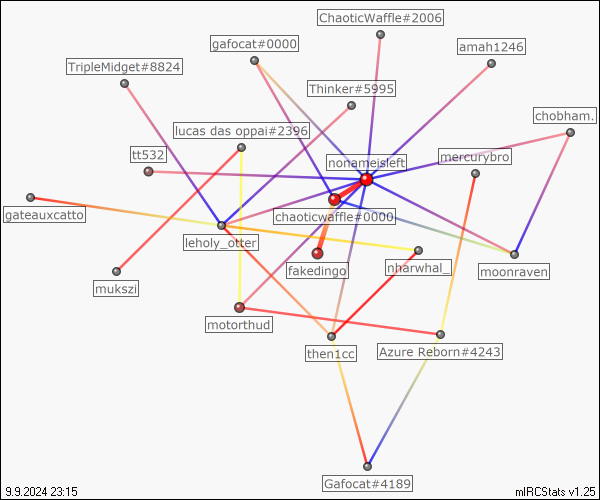 ChaoticWaffle#2006
gafocat#0000
amah1246
TripleMidget#8824
Thinker#5995
chobham.
lucas das oppai#2396
tt532
nonameisleft
mercurybro
gateauxcatto
chaoticwaffle#0000
leholy_otter
fakedingo
nharwhal_
moonraven
mukszi
motorthud
then1cc
Azure Reborn#4243
Gafocat#4189
9.9.2024 23:15
mIRCStats v1.25